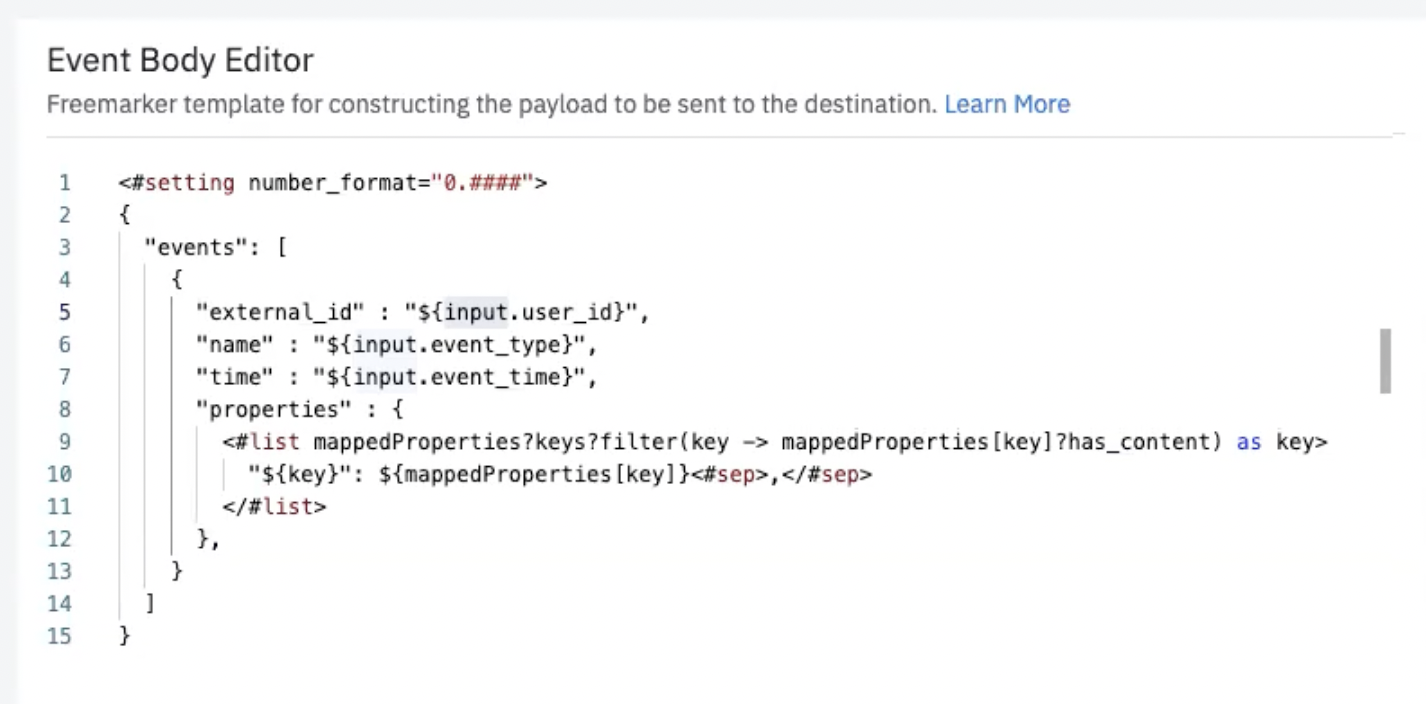 Event Body Editor
Freemarker template for constructing the payload to be sent to the destination. Learn More
1 <#setting number_format="0.####">
2 {
3 "events": [
4 {
5 "external_id" : "${input.user_id}",
6 "name" : "${input.event_type}",
7 "time" : "${input.event_time}",
8 "properties" : {
9 <#list mappedProperties?keys?filter(key -> mappedProperties[key]?has_content) as key>
10 "${key}": ${mappedProperties[key]}<#sep>,</#sep>
11 </#list>
12 },
13 }
14 ]
15 }